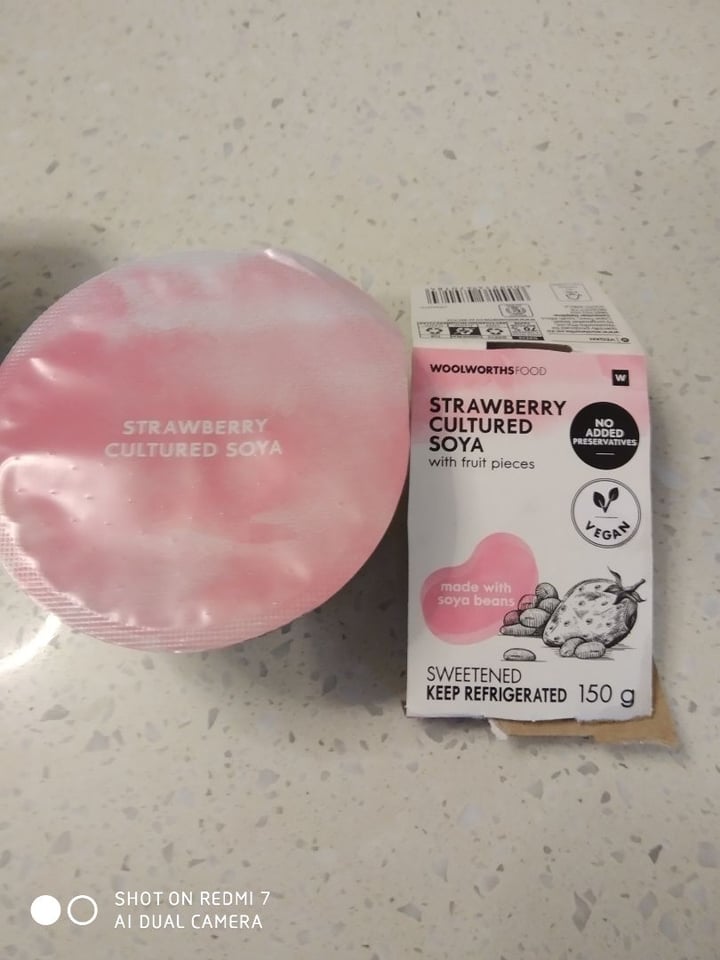 STRAWBERRY
CULTURED SOYA
VEGAN
WOOLWORTHSFOOD
W
STRAWBERRY
CULTURED
SOYA
with fruit pieces
NO
ADDED
PRESERVATIVES
VEGAN
made with
soya beans
SWEETENED
KEEP REFRIGERATED 150 g
SHOT ON REDMI 7
AI DUAL CAMERA